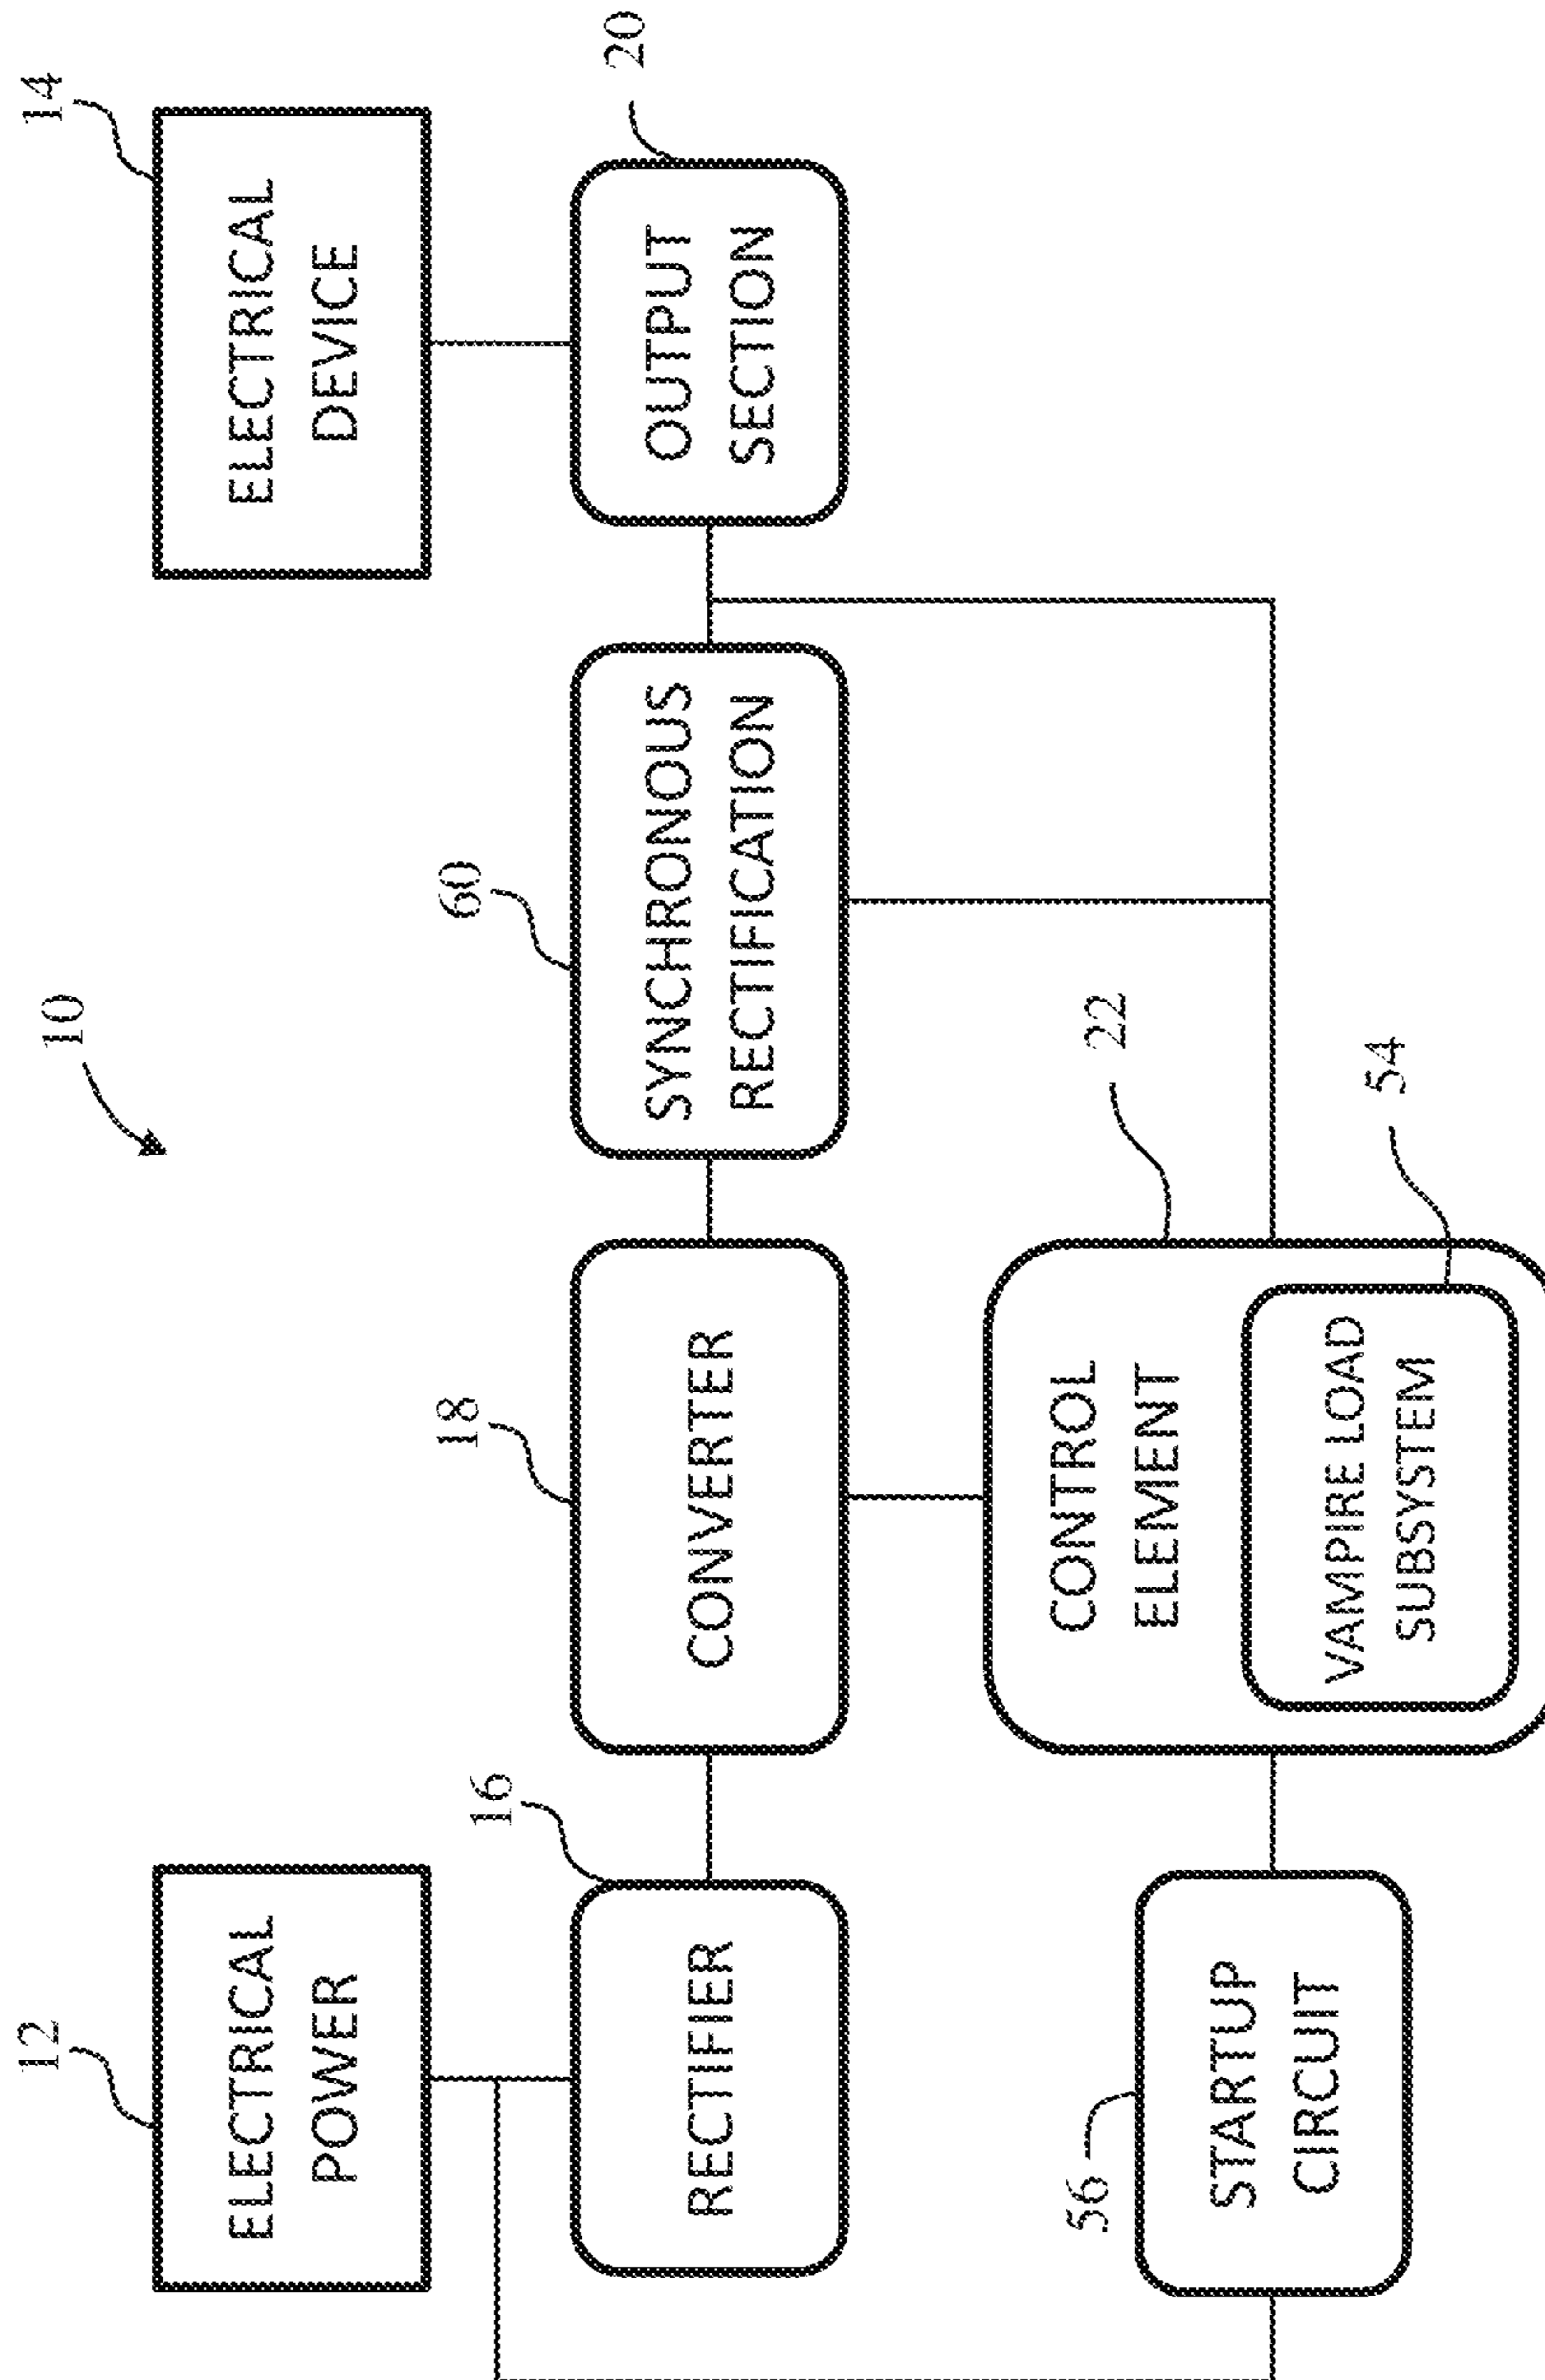 10
12
ELECTRICAL
POWER
14
ELECTRICAL
DEVICE
16
RECTIFIER
18
CONVERTER
60
SYNCHRONOUS
RECTIFICATION
20
OUTPUT
SECTION
56
STARTUP
CIRCUIT
22
CONTROL
ELEMENT
54
VAMPIRE LOAD
SUBSYSTEM